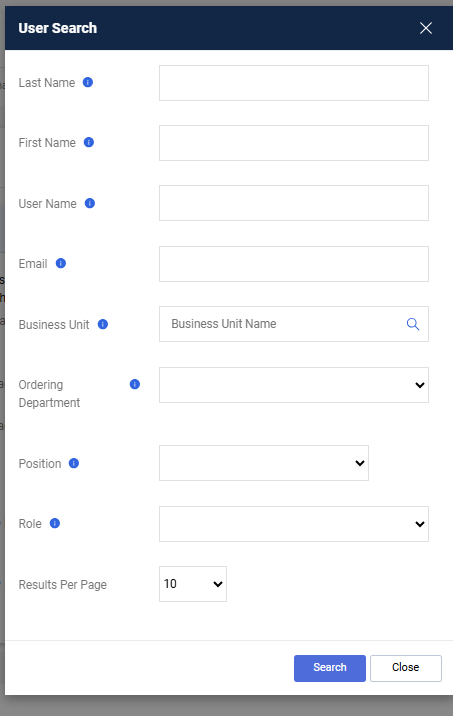 User Search
Last Name
First Name
User Name
Email
Business Unit
Business Unit Name
Ordering
Department
Position
Role
Results Per Page
10
Search
Close